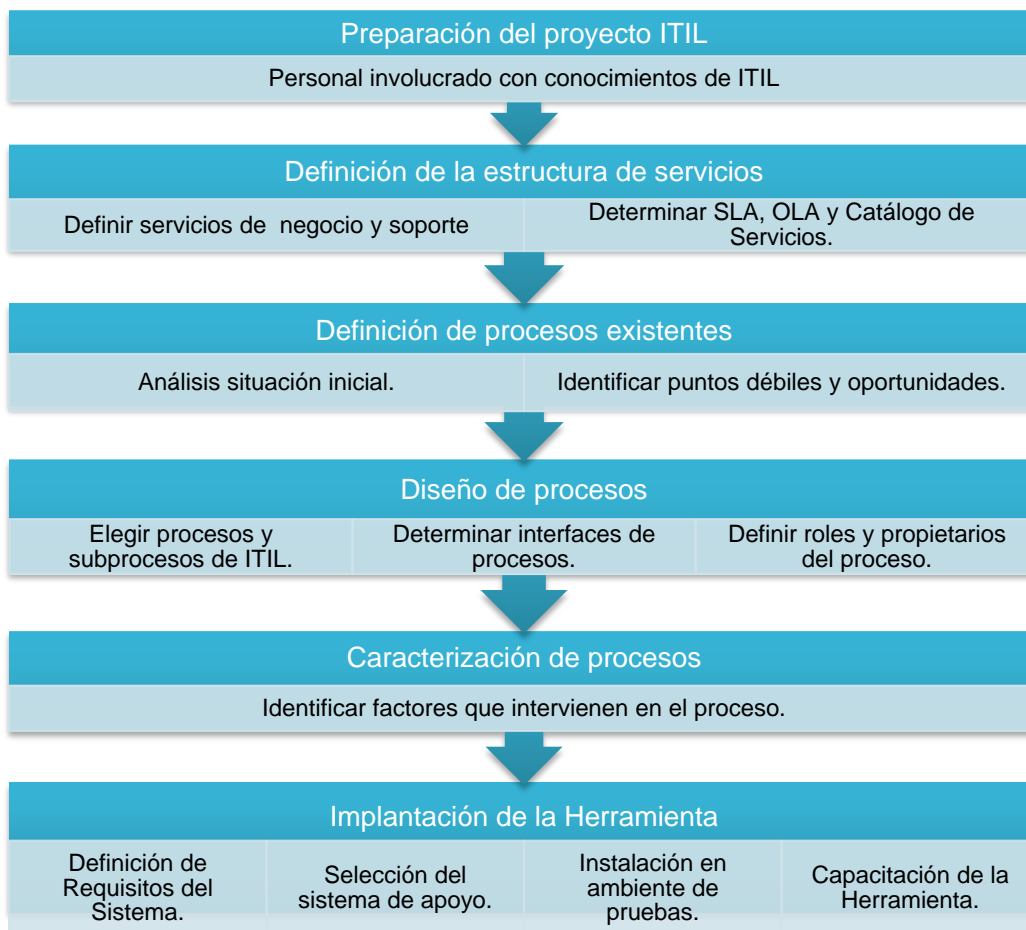 Preparación del proyecto ITIL
Personal involucrado con conocimientos de ITIL
Definición de la estructura de servicios
Definir servicios de negocio y soporte
Determinar SLA, OLA y Catálogo de
Servicios.
Definición de procesos existentes
Análisis situación inicial.
Identificar puntos débiles y oportunidades.
Diseño de procesos
Elegir procesos y
subprocesos de ITIL.
Determinar interfaces de
procesos.
Definir roles y propietarios
del proceso.
Caracterización de procesos
Identificar factores que intervienen en el proceso.
Implantación de la Herramienta
Definición de
Requisitos del
Sistema.
Selección del
sistema de apoyo.
Instalación en
ambiente de
pruebas.
Capacitación de la
Herramienta.